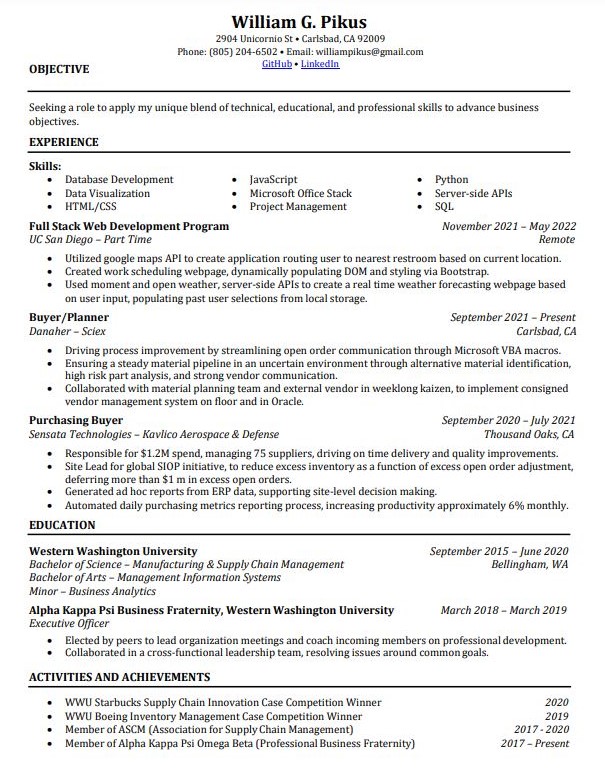 William G. Pikus
2904 Unicornio St • Carlsbad, CA 92009
Phone: (805) 204-6502 • Email: williampikus@gmail.com
GitHub • LinkedIn
OBJECTIVE
Seeking a role to apply my unique blend of technical, educational, and professional skills to advance business
objectives.
EXPERIENCE
Skills:
• Database Development • JavaScript • Python
• Data Visualization • Microsoft Office Stack • Server-side APIs
• HTML/CSS • Project Management • SQL
Full Stack Web Development Program November 2021 – May 2022
UC San Diego – Part Time Remote
• Utilized google maps API to create application routing user to nearest restroom based on current location.
• Created work scheduling webpage, dynamically populating DOM and styling via Bootstrap.
• Used moment and open weather, server-side APIs to create a real time weather forecasting webpage based
on user input, populating past user selections from local storage.
Buyer/Planner September 2021 – Present
Danaher – Sciex Carlsbad, CA
• Driving process improvement by streamlining open order communication through Microsoft VBA macros.
• Ensuring a steady material pipeline in an uncertain environment through alternative material identification,
high risk part analysis, and strong vendor communication.
• Collaborated with material planning team and external vendor in weeklong kaizen, to implement consigned
vendor management system on floor and in Oracle.
Purchasing Buyer September 2020 – July 2021
Sensata Technologies – Kavlico Aerospace & Defense Thousand Oaks, CA
• Responsible for $1.2M spend, managing 75 suppliers, driving on time delivery and quality improvements.
• Site Lead for global SIOP initiative, to reduce excess inventory as a function of excess open order adjustment,
deferring more than $1 m in excess open orders.
• Generated ad hoc reports from ERP data, supporting site-level decision making.
• Automated daily purchasing metrics reporting process, increasing productivity approximately 6% monthly.
EDUCATION
Western Washington University September 2015 – June 2020
Bachelor of Science – Manufacturing & Supply Chain Management Bellingham, WA
Bachelor of Arts – Management Information Systems
Minor – Business Analytics
Alpha Kappa Psi Business Fraternity, Western Washington University March 2018 – March 2019
Executive Officer
• Elected by peers to lead organization meetings and coach incoming members on professional development.
• Collaborated in a cross-functional leadership team, resolving issues around common goals.
ACTIVITIES AND ACHIEVEMENTS
• WWU Starbucks Supply Chain Innovation Case Competition Winner 2020
• WWU Boeing Inventory Management Case Competition Winner 2019
• Member of ASCM (Association for Supply Chain Management) 2017 - 2020
• Member of Alpha Kappa Psi Omega Beta (Professional Business Fraternity) 2017 – Present